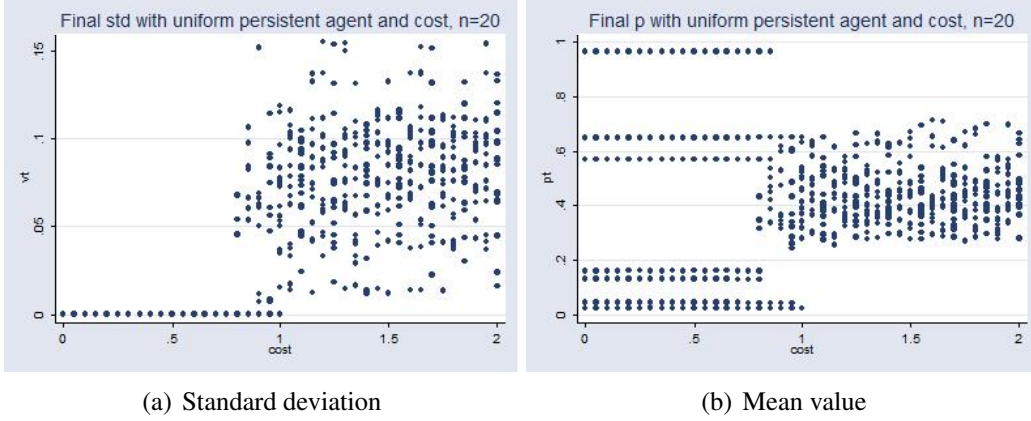 Final std with uniform persistent agent and cost, n=20
.15
.1
.05
0
vt
0
.5
1
1.5
2
cost
Final p with uniform persistent agent and cost, n=20
1
.8
.6
.4
.2
0
pt
0
.5
1
1.5
2
cost
(a) Standard deviation
(b) Mean value